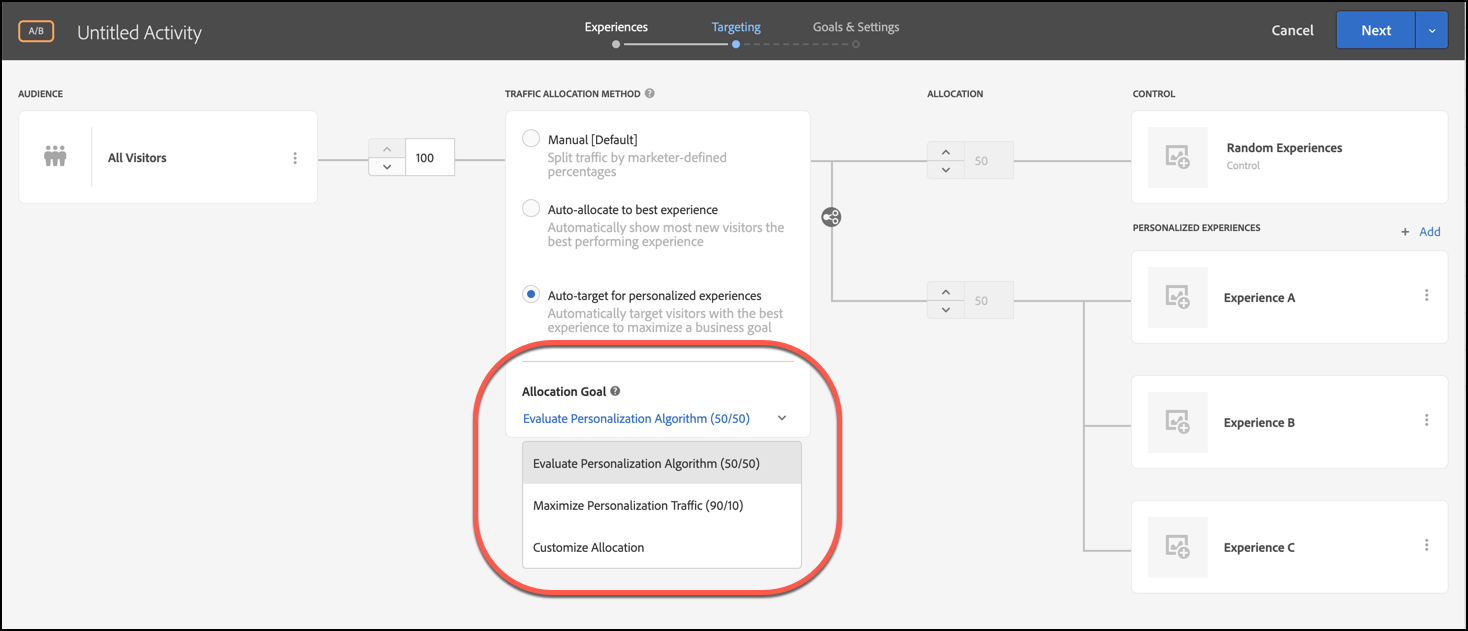 A/B
Untitled Activity
Experiences
Targeting
Goals & Settings
Cancel
Next
AUDIENCE
All Visitors
100
TRAFFIC ALLOCATION METHOD ?
Manual [Default]
Split traffic by marketer-defined
percentages
Auto-allocate to best experience
Automatically show most new visitors the
best performing experience
Auto-target for personalized experiences
Automatically target visitors with the best
experience to maximize a business goal
Allocation Goal ?
Evaluate Personalization Algorithm (50/50)
Evaluate Personalization Algorithm (50/50)
Maximize Personalization Traffic (90/10)
Customize Allocation
ALLOCATION
50
50
CONTROL
Random Experiences
Control
PERSONALIZED EXPERIENCES
+ Add
Experience A
Experience B
Experience C